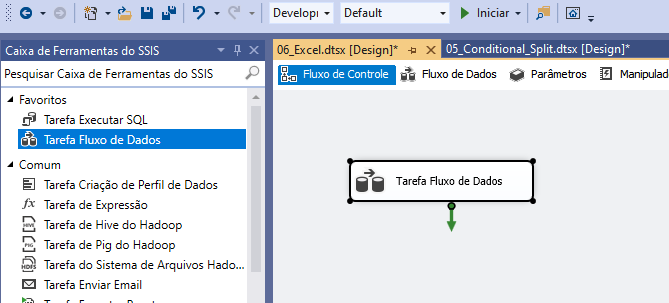 Developr Default Iniciar
Caixa de Ferramentas do SSIS
06_Excel.dtsx [Design]* 05_Conditional_Split.dtsx [Design]*
Pesquisar Caixa de Ferramentas do SSIS
Fluxo de Controle Fluxo de Dados Parâmetros Manipulad
Favoritos
Tarefa Executar SQL
Tarefa Fluxo de Dados
Comum
Tarefa Criação de Perfil de Dados
Tarefa de Expressão
Tarefa de Hive do Hadoop
Tarefa de Pig do Hadoop
Tarefa do Sistema de Arquivos Hado...
Tarefa Enviar Email
Tarefa Fluxo de Dados